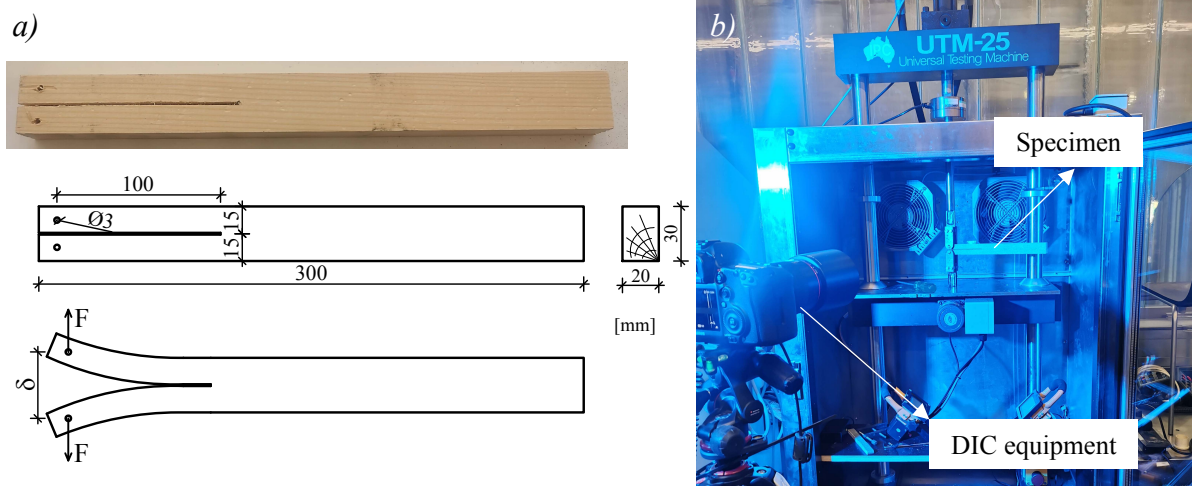 a)
100
Ø3
15
15
300
30
20
[mm]
F
δ
F
b)
UTM-25
Universal Testing Machine
Specimen
DIC equipment